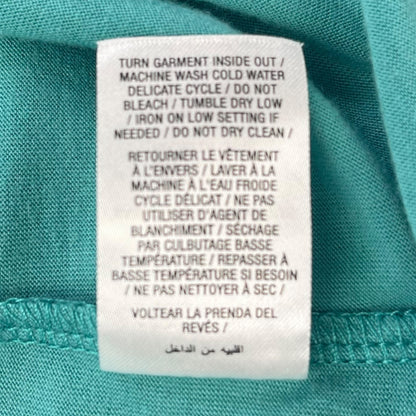 TURN GARMENT INSIDE OUT /
MACHINE WASH COLD WATER
DELICATE CYCLE / DO NOT
BLEACH / TUMBLE DRY LOW
/ IRON ON LOW SETTING IF
NEEDED / DO NOT DRY CLEAN /
RETOURNER LE VÊTEMENT
À L'ENVERS / LAVER À LA
MACHINE À L'EAU FROIDE
CYCLE DÉLICAT / NE PAS
UTILISER D'AGENT DE
BLANCHIMENT / SÉCHAGE
PAR CULBUTAGE BASSE
TEMPÉRATURE / REPASSER À
BASSE TEMPÉRATURE SI BESOIN
/ NE PAS NETTOYER À SEC /
VOLTEAR LA PRENDA DEL
REVÉS /
اقلبيه من الداخل